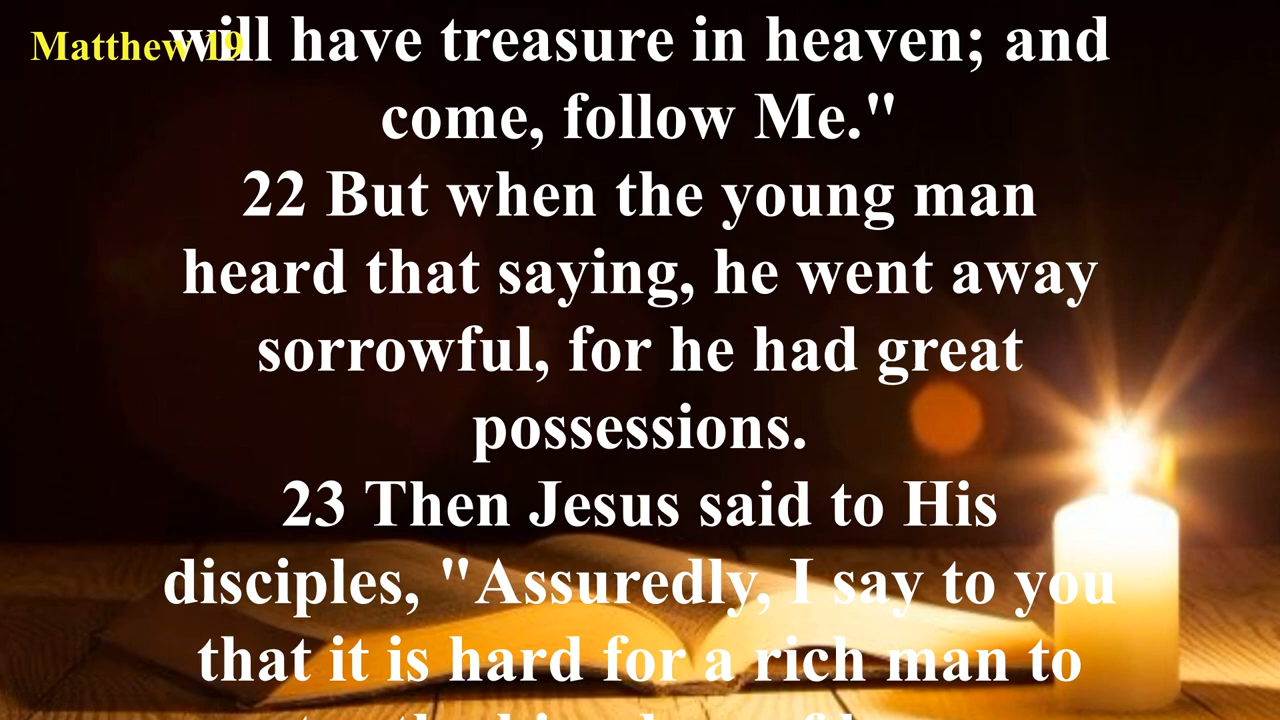 Matthew 19
will have treasure in heaven; and
come, follow Me."
22 But when the young man
heard that saying, he went away
sorrowful, for he had great
possessions.
23 Then Jesus said to His
disciples, "Assuredly, I say to you
that it is hard for a rich man to